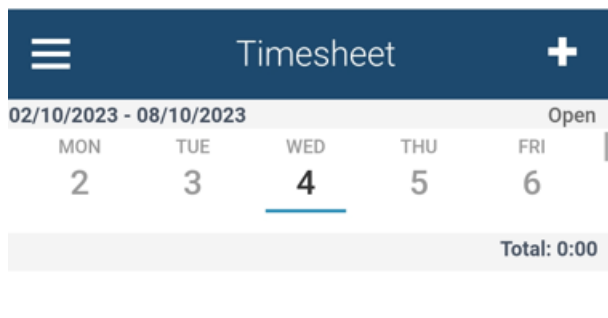 Timesheet
02/10/2023 - 08/10/2023 Open
MON TUE WED THU FRI
2 3 4 5 6
Total: 0:00